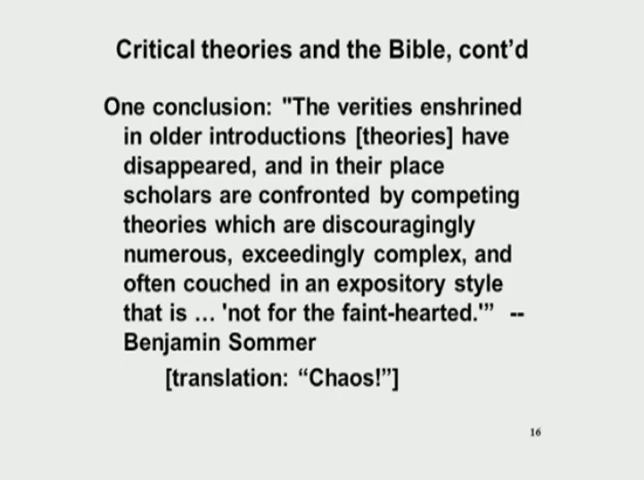 Critical theories and the Bible, cont’d
One conclusion: "The verities enshrined
in older introductions [theories] have
disappeared, and in their place
scholars are confronted by competing
theories which are discouragingly
numerous, exceedingly complex, and
often couched in an expository style
that is ... 'not for the faint-hearted.'” --
Benjamin Sommer
[translation: “Chaos!”]
16